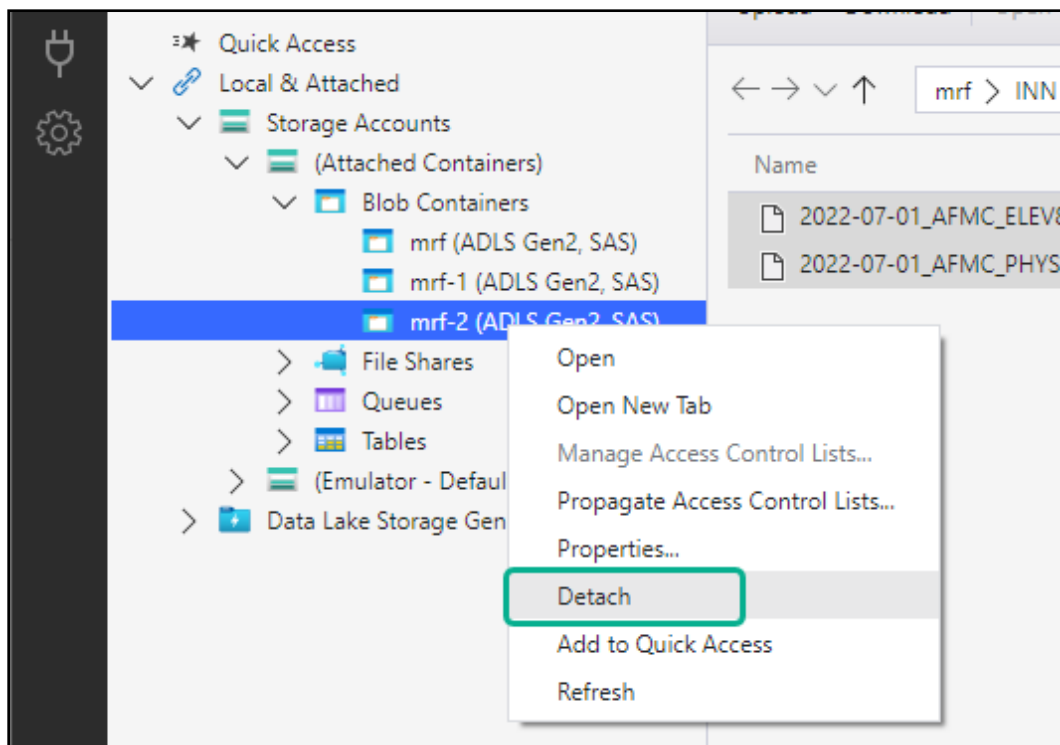 Quick Access
Local & Attached
Storage Accounts
(Attached Containers)
Blob Containers
mrf (ADLS Gen2, SAS)
mrf-1 (ADLS Gen2, SAS)
mrf-2 (ADLS Gen2, SAS)
File Shares
Queues
Tables
(Emulator - Defaul
Data Lake Storage Gen
Open
Open New Tab
Manage Access Control Lists...
Propagate Access Control Lists...
Properties...
Detach
Add to Quick Access
Refresh
mrf > INN
Name
2022-07-01_AFMC_ELEV8
2022-07-01_AFMC_PHYS